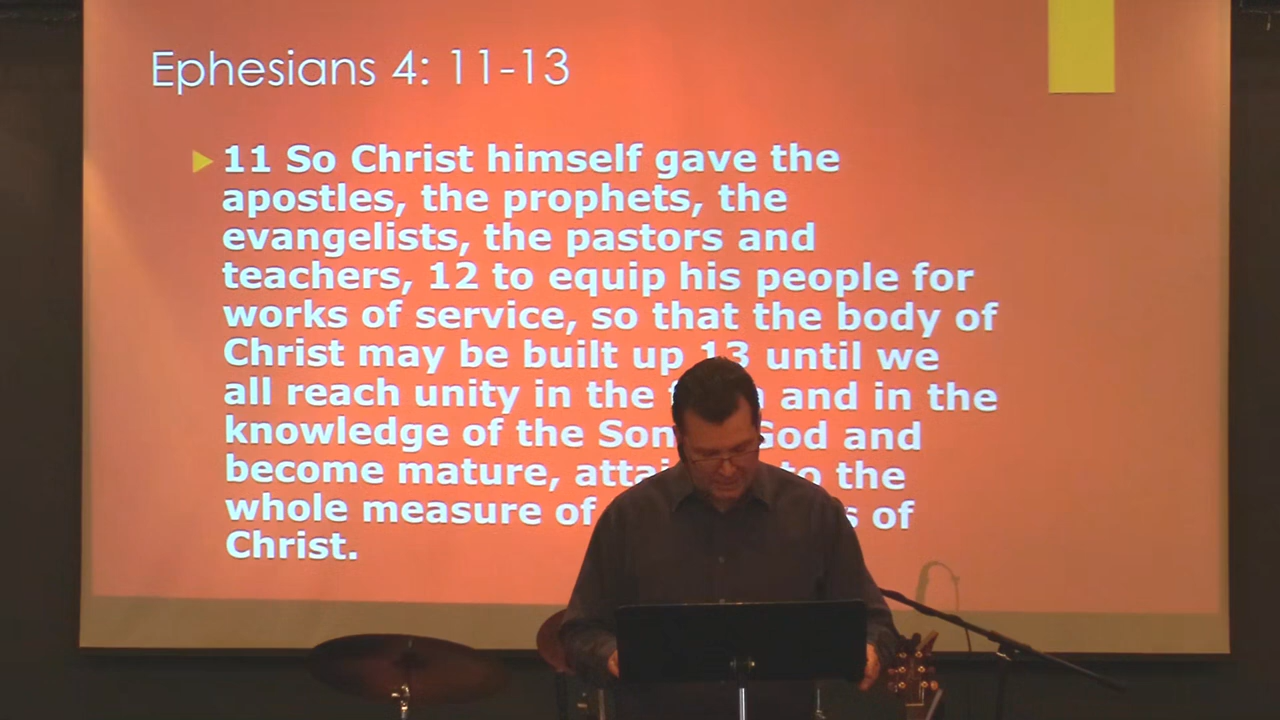 Ephesians 4: 11-13
11 So Christ himself gave the
apostles, the prophets, the
evangelists, the pastors and
teachers, 12 to equip his people for
works of service, so that the body of
Christ may be built up 13 until we
all reach unity in the and in the
knowledge of the Son God and
become mature, to the
whole measure of of
Christ.